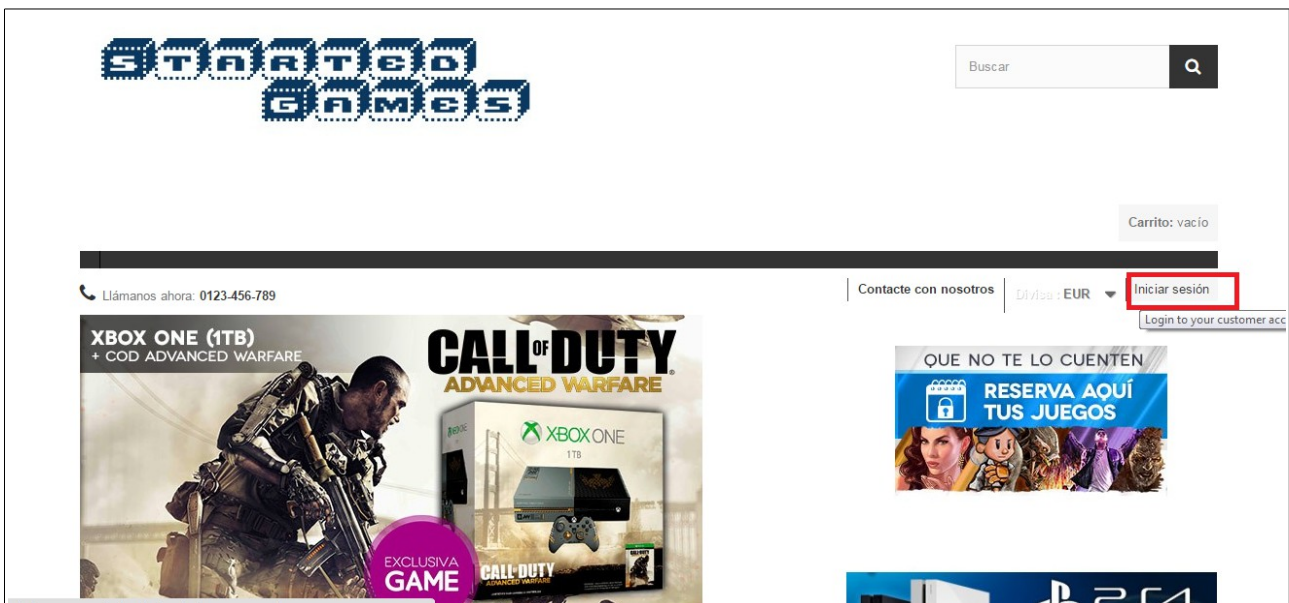 STARTED
GAMES
Buscar
Carrito: vacío
Llámanos ahora: 0123-456-789
Contacte con nosotros
Divisa : EUR
Iniciar sesión
Login to your customer acc
XBOX ONE (1TB)
+ COD ADVANCED WARFARE
CALL OF DUTY
ADVANCED WARFARE
XBOX ONE
1TB
EXCLUSIVA
GAME
CALL DUTY
ADVANCED WARFARE
QUE NO TE LO CUENTEN
RESERVA AQUÍ
TUS JUEGOS
PS4